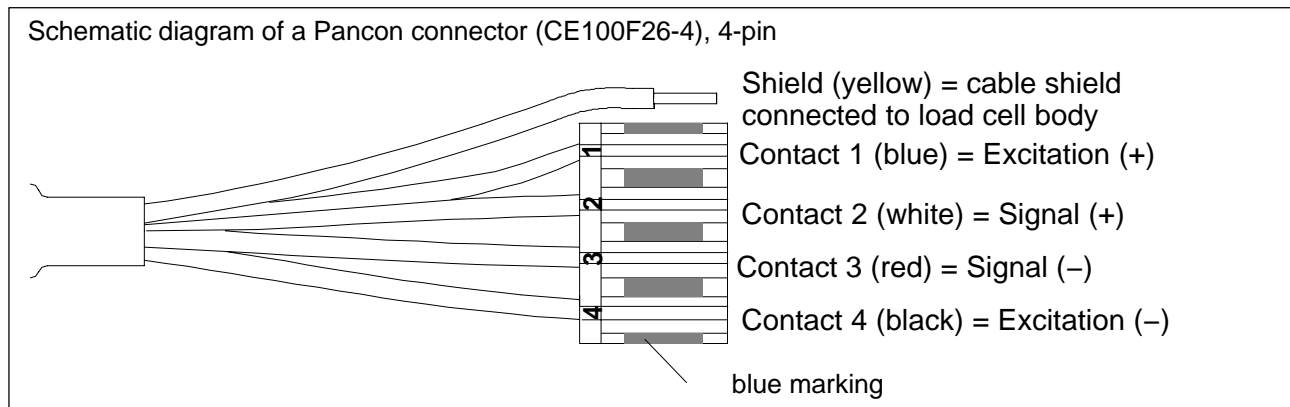 Schematic diagram of a Pancon connector (CE100F26-4), 4-pin
Shield (yellow) = cable shield
connected to load cell body
1
Contact 1 (blue) = Excitation (+)
2
Contact 2 (white) = Signal (+)
3
Contact 3 (red) = Signal (−)
4
Contact 4 (black) = Excitation (−)
blue marking